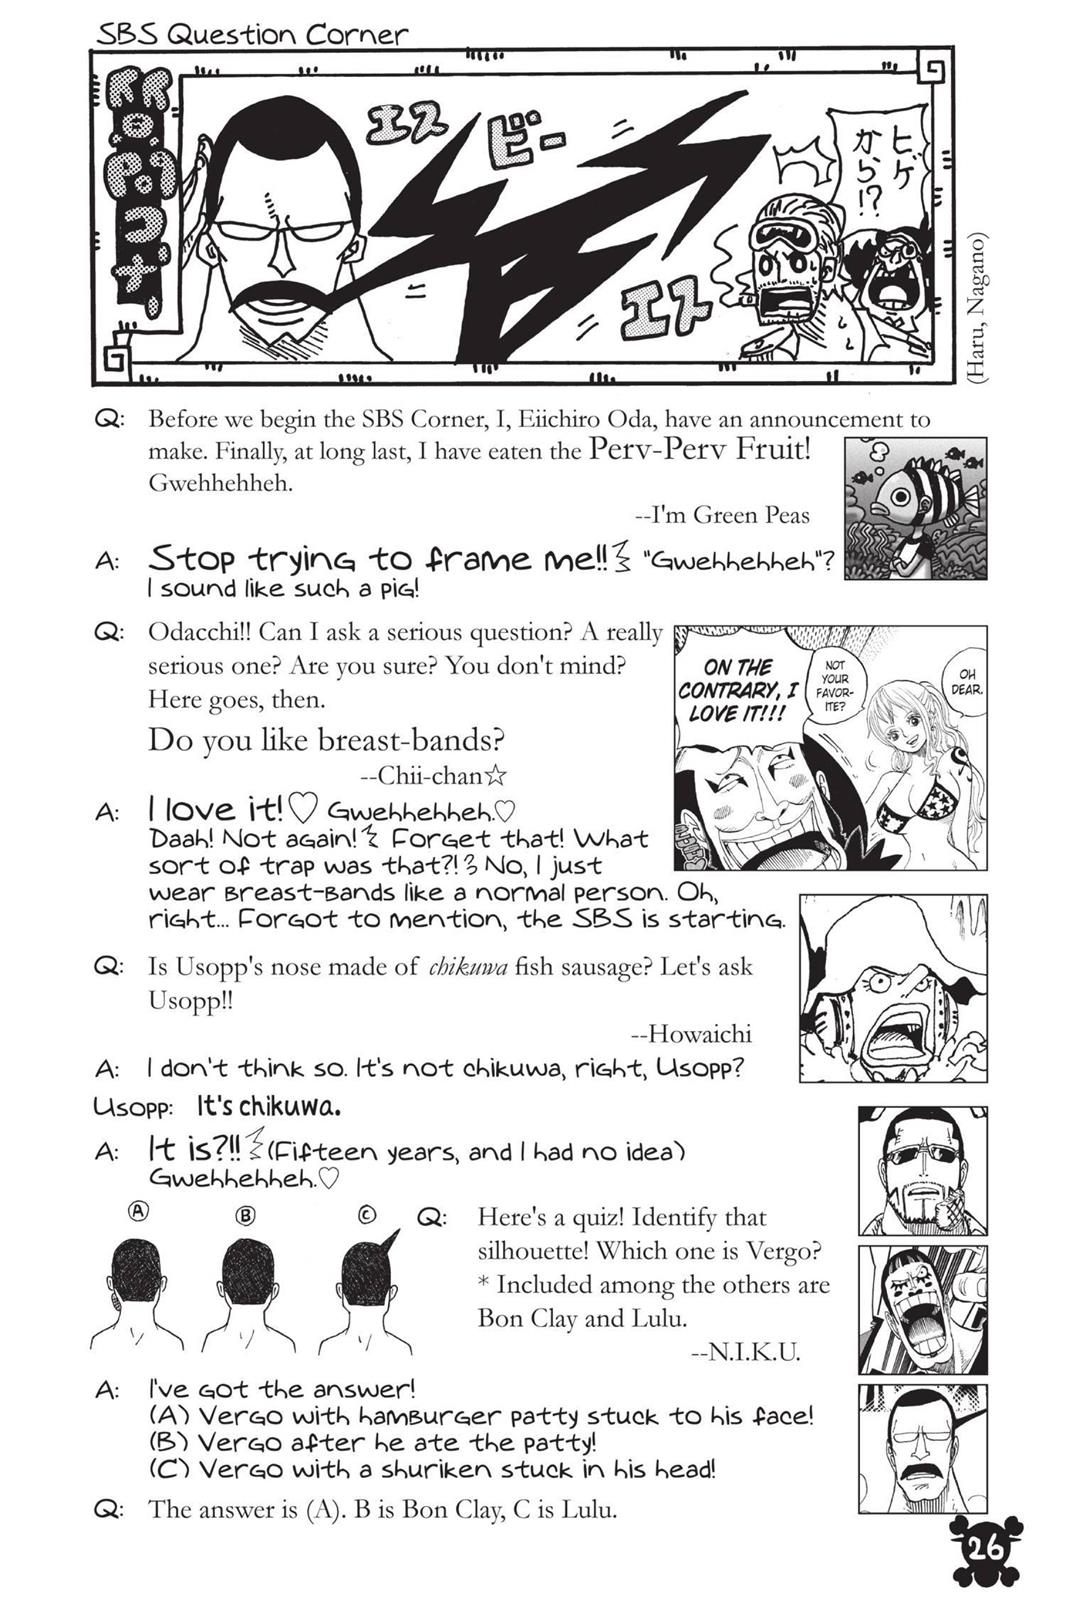 SBS Question Corner
エス
ビー
エス
ヒゲ
から!?
(Haru, Nagano)
Q: Before we begin the SBS Corner, I, Eiichiro Oda, have an announcement to
make. Finally, at long last, I have eaten the Perv-Perv Fruit!
Gwehhehheh.
--I'm Green Peas
A: Stop trying to frame me!! "Gwehhehheh"?
I sound like such a pig!
Q: Odacchi!! Can I ask a serious question? A really
serious one? Are you sure? You don't mind?
Here goes, then.
Do you like breast-bands?
--Chii-chan☆
ON THE
CONTRARY, I
LOVE IT!!!
NOT
YOUR
FAVOR-
ITE?
OH
DEAR.
A: I love it!♡ Gwehhehheh.♡
Daah! Not again! Forget that! What
sort of trap was that?! No, I just
wear breast-bands like a normal person. Oh,
right... Forgot to mention, the SBS is starting.
Q: Is Usopp's nose made of chikuwa fish sausage? Let's ask
Usopp!!
--Howaichi
A: I don't think so. It's not chikuwa, right, Usopp?
Usopp: It's chikuwa.
A: It is?!! (Fifteen years, and I had no idea)
Gwehhehheh.♡
A
B
C
Q: Here's a quiz! Identify that
silhouette! Which one is Vergo?
* Included among the others are
Bon Clay and Lulu.
--N.I.K.U.
A: I've got the answer!
(A) Vergo with hamburger patty stuck to his face!
(B) Vergo after he ate the patty!
(C) Vergo with a shuriken stuck in his head!
Q: The answer is (A). B is Bon Clay, C is Lulu.
26